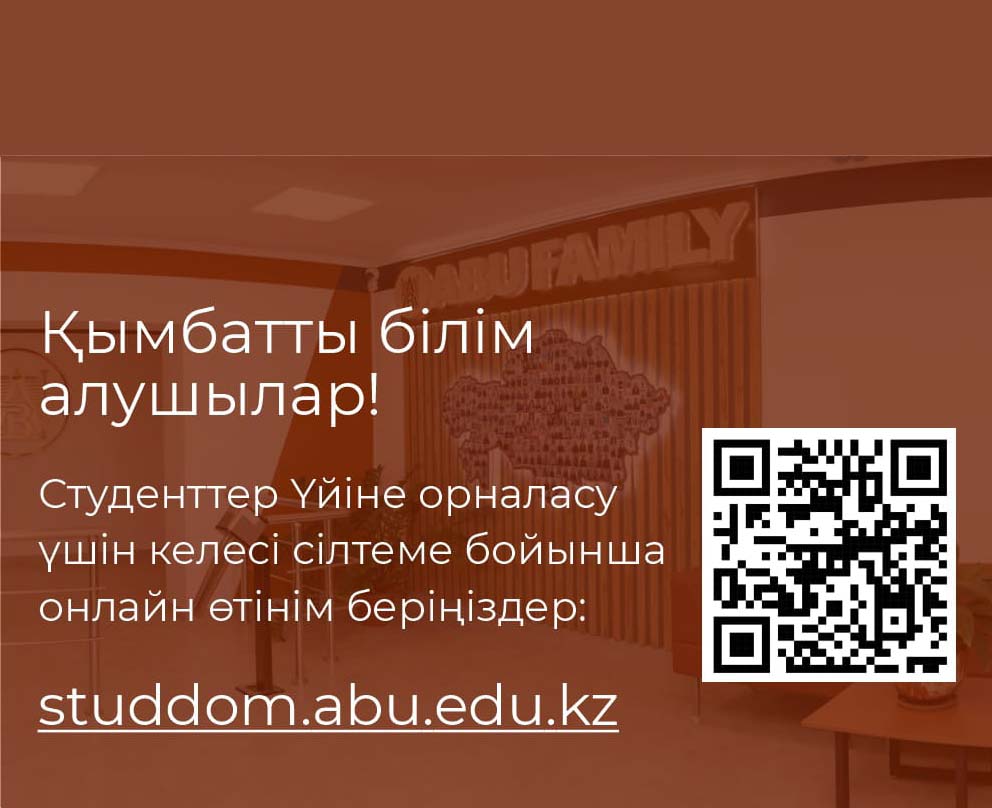 ABU FAMILY
Қымбатты білім
алушылар!
Студенттер Үйіне орналасу
үшін келесі сілтеме бойынша
онлайн өтінім беріңіздер:
studdom.abu.edu.kz